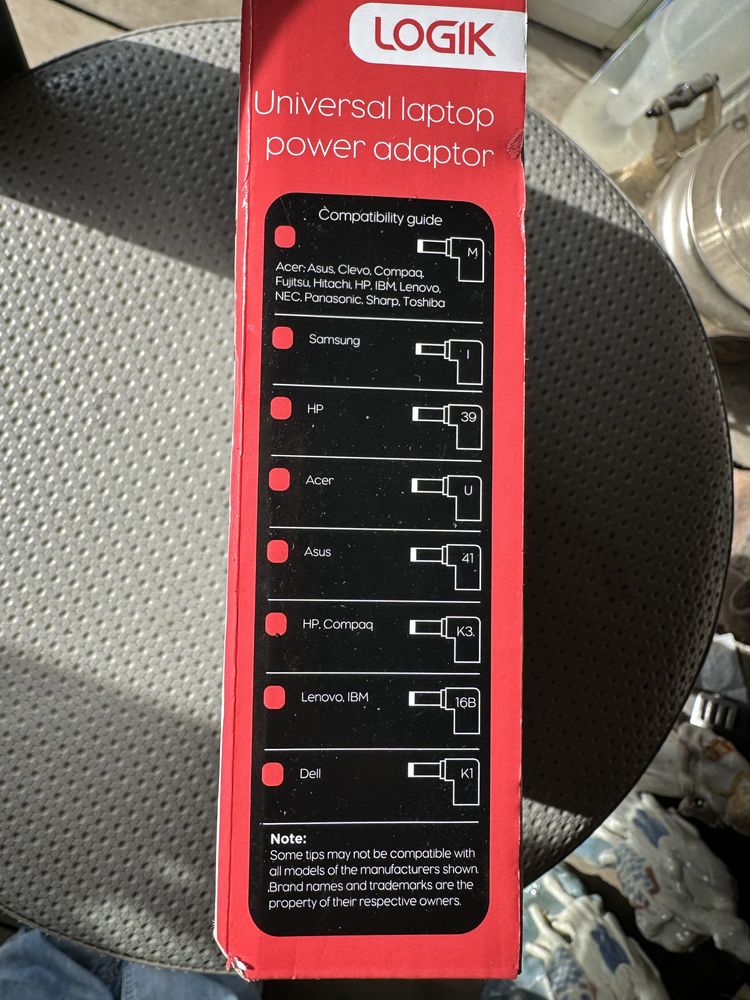 LOGIK
Universal laptop
power adaptor
Compatibility guide
M
Acer, Asus, Clevo, Compaq,
Fujitsu, Hitachi, HP, IBM, Lenovo,
NEC, Panasonic, Sharp, Toshiba
Samsung I
HP 39
Acer U
Asus 41
HP, Compaq K3
Lenovo, IBM 16B
Dell K1
Note:
Some tips may not be compatible with
all models of the manufacturers shown.
Brand names and trademarks are the
property of their respective owners.